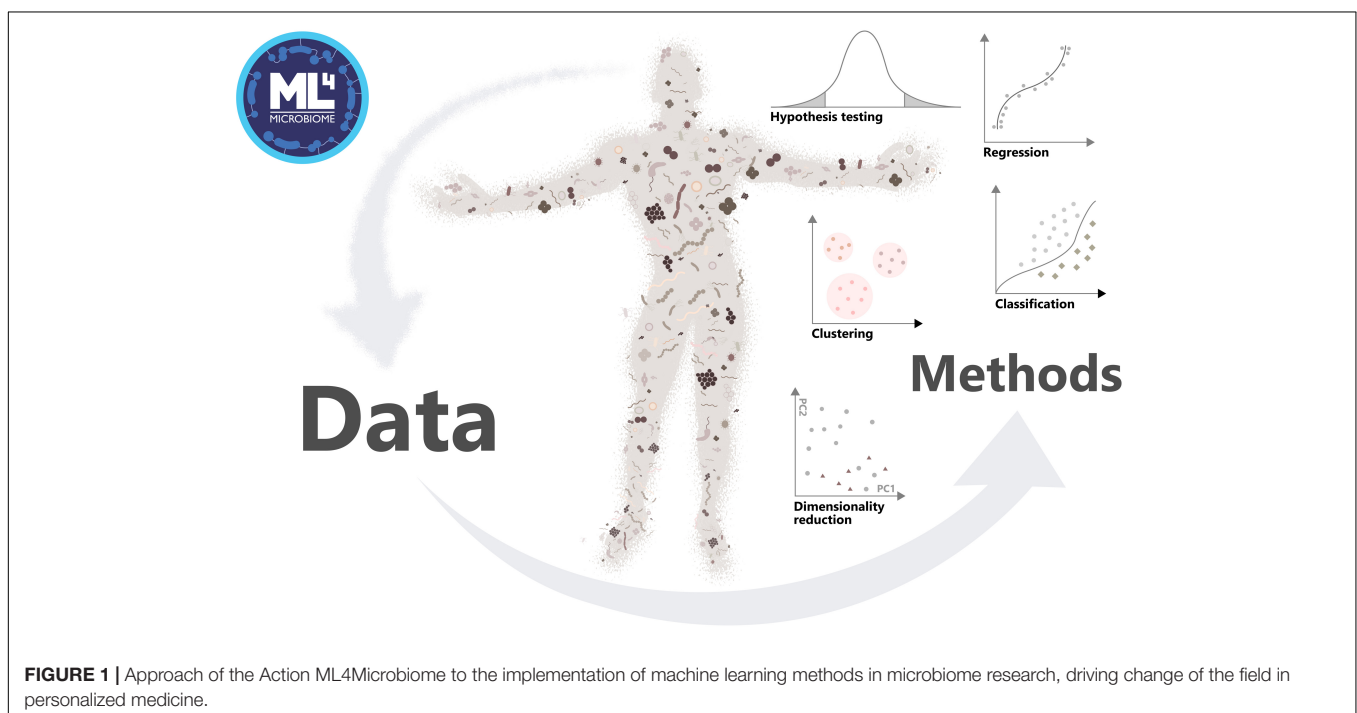 ML4
MICROBIOME
Hypothesis testing
Regression
Classification
Clustering
Methods
Data
PC2
PC1
Dimensionality
reduction
FIGURE 1 | Approach of the Action ML4Microbiome to the implementation of machine learning methods in microbiome research, driving change of the field in
personalized medicine.